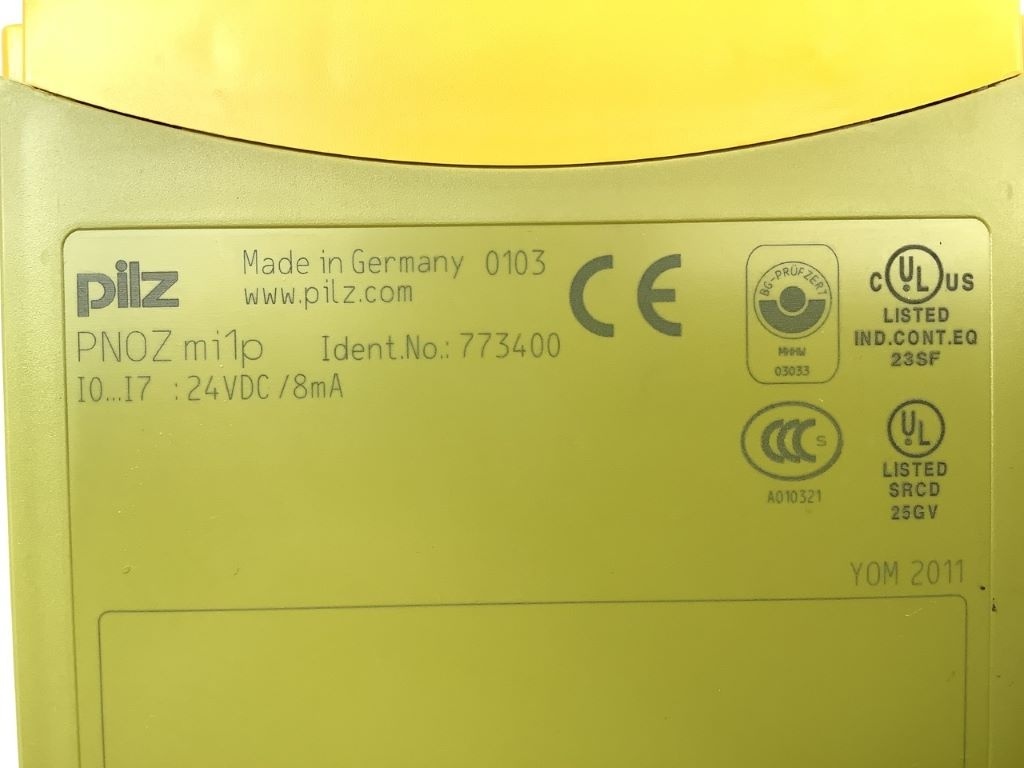 pilz
Made in Germany 0103
www.pilz.com
CE
PNOZ mi1p Ident.No.: 773400
I0...I7 : 24VDC /8mA
BG-PRÜFZERT
MHHW
03033
C UL US
LISTED
IND.CONT.EQ
23SF
CCC S
A010321
UL
LISTED
SRCD
25GV
YOM 2011